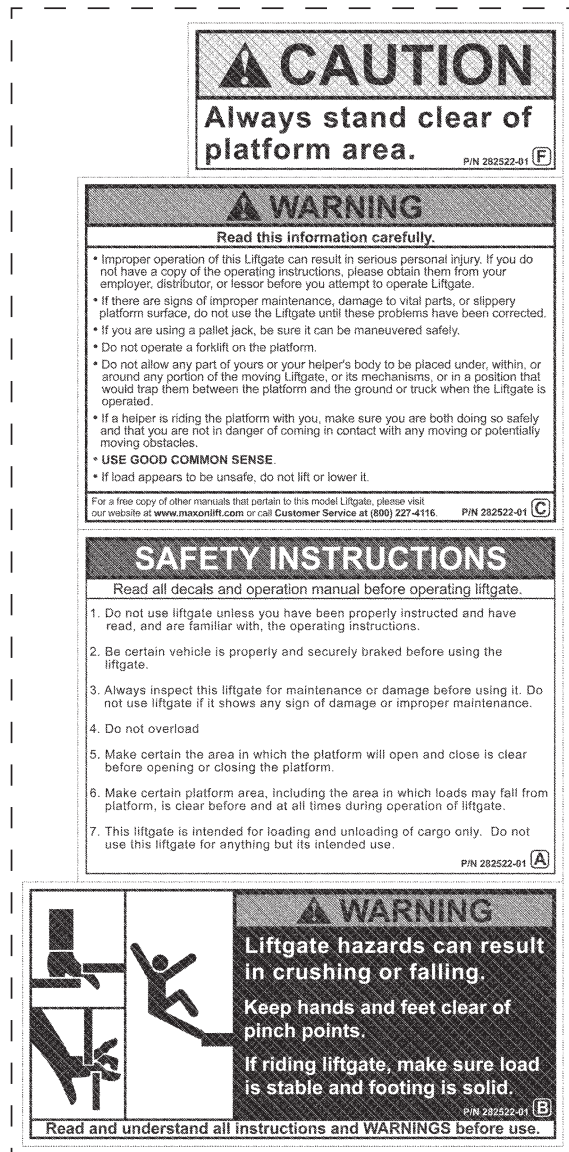 CAUTION
Always stand clear of
platform area.
P/N 282522-01 F
WARNING
Read this information carefully.
• Improper operation of this Liftgate can result in serious personal injury. If you do
not have a copy of the operating instructions, please obtain them from your
employer, distributor, or lessor before you attempt to operate Liftgate.
• If there are signs of improper maintenance, damage to vital parts, or slippery
platform surface, do not use the Liftgate until these problems have been corrected.
• If you are using a pallet jack, be sure it can be maneuvered safely.
• Do not operate a forklift on the platform.
• Do not allow any part of yours or your helper's body to be placed under, within, or
around any portion of the moving Liftgate, or its mechanisms, or in a position that
would trap them between the platform and the ground or truck when the Liftgate is
operated.
• If a helper is riding the platform with you, make sure you are both doing so safely
and that you are not in danger of coming in contact with any moving or potentially
moving obstacles.
• USE GOOD COMMON SENSE.
• If load appears to be unsafe, do not lift or lower it.
For a free copy of other manuals that pertain to this model Liftgate, please visit
our website at www.maxonlift.com or call Customer Service at (800) 227-4116. P/N 282522-01 C
SAFETY INSTRUCTIONS
Read all decals and operation manual before operating liftgate.
1. Do not use liftgate unless you have been properly instructed and have
read, and are familiar with, the operating instructions.
2. Be certain vehicle is properly and securely braked before using the
liftgate.
3. Always inspect this liftgate for maintenance or damage before using it. Do
not use liftgate if it shows any sign of damage or improper maintenance.
4. Do not overload
5. Make certain the area in which the platform will open and close is clear
before opening or closing the platform.
6. Make certain platform area, including the area in which loads may fall from
platform, is clear before and at all times during operation of liftgate.
7. This liftgate is intended for loading and unloading of cargo only. Do not
use this liftgate for anything but its intended use.
P/N 282522-01 A
WARNING
Liftgate hazards can result
in crushing or falling.
Keep hands and feet clear of
pinch points.
If riding liftgate, make sure load
is stable and footing is solid.
P/N 282522-01 B
Read and understand all instructions and WARNINGS before use.